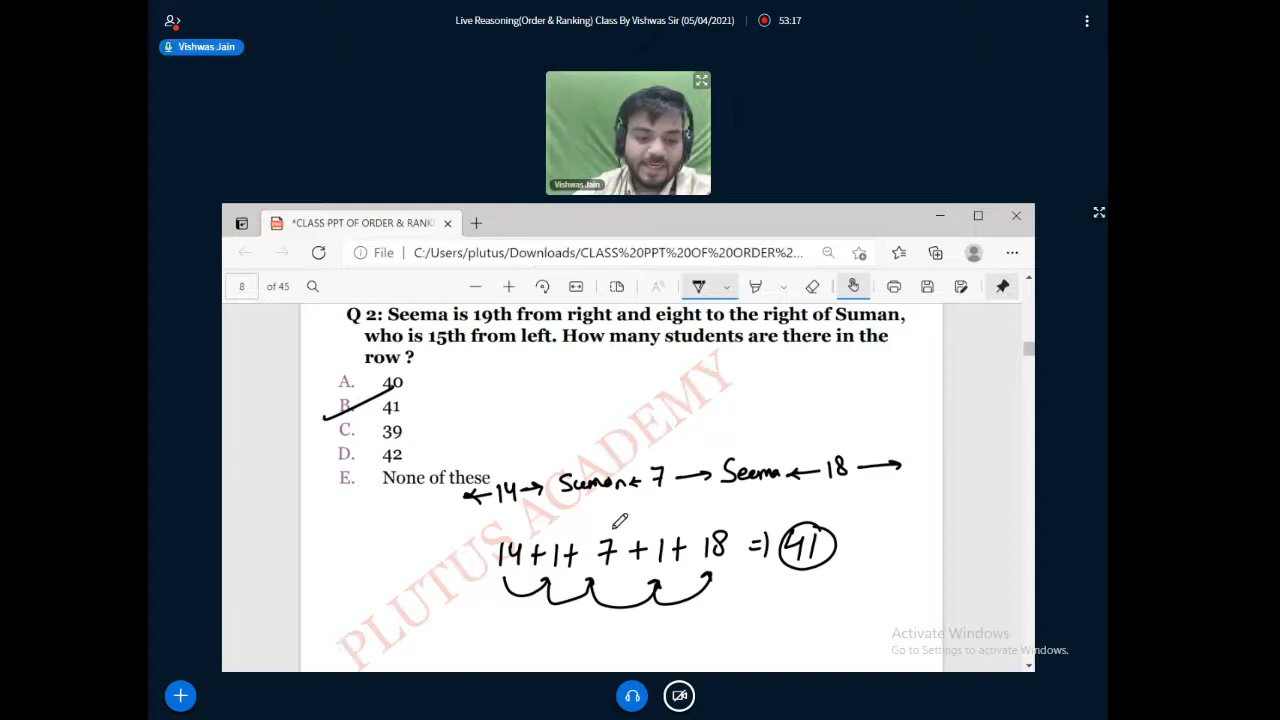 Live Reasoning(Order & Ranking) Class By Vishwas Sir (05/04/2021)
53:17
Vishwas Jain
Vishwas Jain
*CLASS PPT OF ORDER & RANK
File
C:/Users/plutus/Downloads/CLASS%20PPT%20OF%20ORDER%2...
8
of 45
Q 2: Seema is 19th from right and eight to the right of Suman,
who is 15th from left. How many students are there in the
row ?
A. 40
B. 41
C. 39
D. 42
E. None of these
14 Suman 7 Seema 18
14+1+ 7 +1+ 18 => 41
PLUTUS ACADEMY
Activate Windows
Go to Settings to activate Windows.